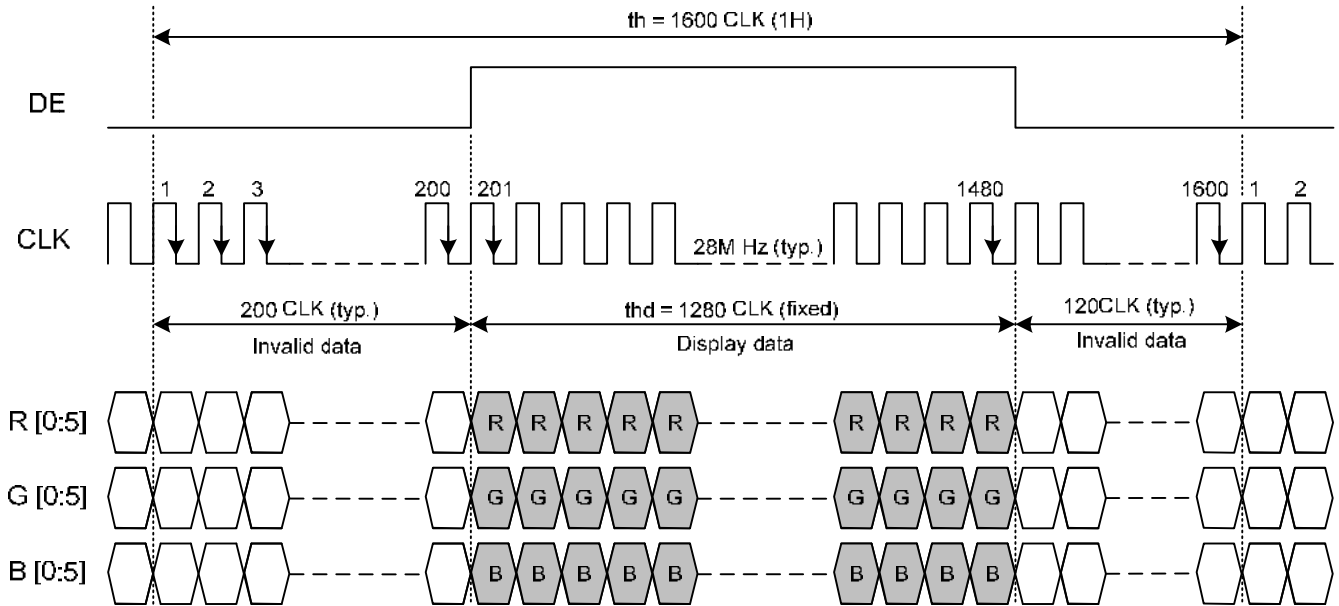 th = 1600 CLK (1H)
DE
1 2 3 200 201 1480 1600 1 2
CLK
28M Hz (typ.)
200 CLK (typ.) thd = 1280 CLK (fixed) 120CLK (typ.)
Invalid data Display data Invalid data
R [0:5] R R R R R R R R R
G [0:5] G G G G G G G G G
B [0:5] B B B B B B B B B